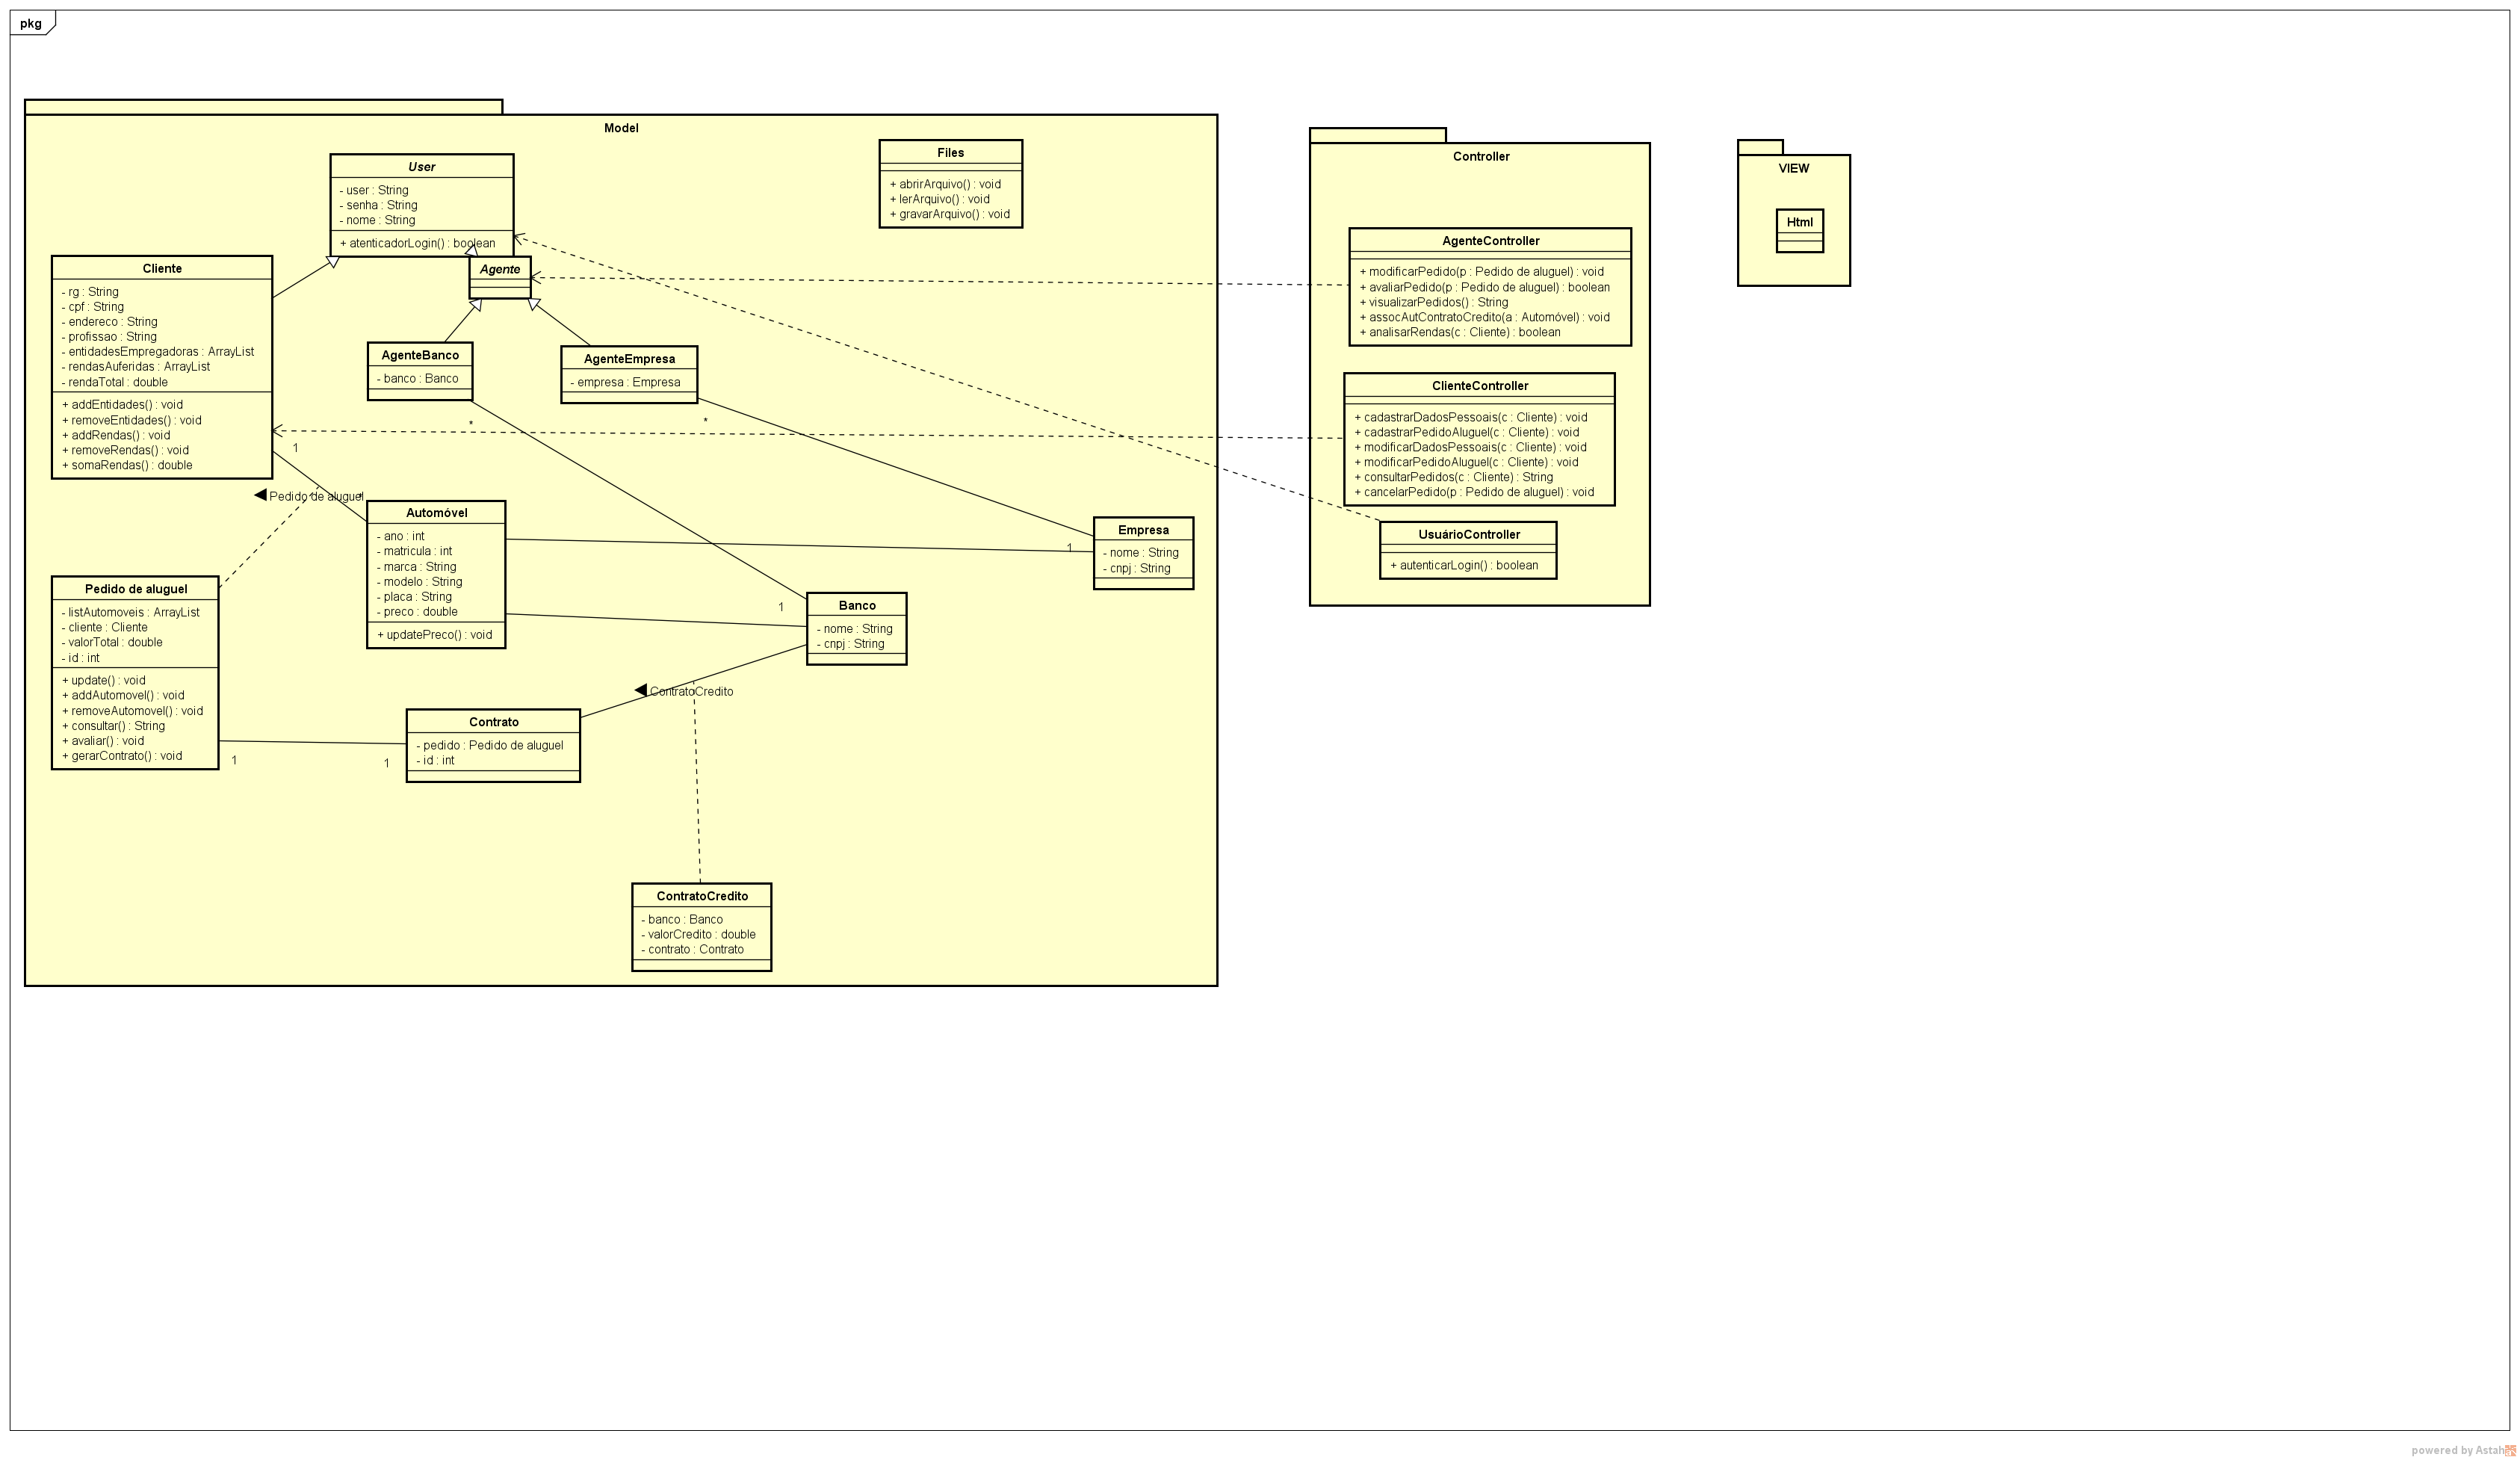 pkg
Model
User
- user : String
- senha : String
- nome : String
+ atenticadorLogin() : boolean
Files
+ abrirArquivo() : void
+ lerArquivo() : void
+ gravarArquivo() : void
Cliente
- rg : String
- cpf : String
- endereco : String
- profissao : String
- entidadesEmpregadoras : ArrayList
- rendasAuferidas : ArrayList
- rendaTotal : double
+ addEntidades() : void
+ removeEntidades() : void
+ addRendas() : void
+ removeRendas() : void
+ somaRendas() : double
Agente
AgenteBanco
- banco : Banco
AgenteEmpresa
- empresa : Empresa
*
*
1
Pedido de aluguel
Automóvel
- ano : int
- matricula : int
- marca : String
- modelo : String
- placa : String
- preco : double
+ updatePreco() : void
Empresa
- nome : String
- cnpj : String
1
Pedido de aluguel
- listAutomoveis : ArrayList
- cliente : Cliente
- valorTotal : double
- id : int
+ update() : void
+ addAutomovel() : void
+ removeAutomovel() : void
+ consultar() : String
+ avaliar() : void
+ gerarContrato() : void
1
Banco
- nome : String
- cnpj : String
ContratoCredito
Contrato
- pedido : Pedido de aluguel
- id : int
1
1
ContratoCredito
- banco : Banco
- valorCredito : double
- contrato : Contrato
Controller
AgenteController
+ modificarPedido(p : Pedido de aluguel) : void
+ avaliarPedido(p : Pedido de aluguel) : boolean
+ visualizarPedidos() : String
+ assocAutContratoCredito(a : Automóvel) : void
+ analisarRendas(c : Cliente) : boolean
ClienteController
+ cadastrarDadosPessoais(c : Cliente) : void
+ cadastrarPedidoAluguel(c : Cliente) : void
+ modificarDadosPessoais(c : Cliente) : void
+ modificarPedidoAluguel(c : Cliente) : void
+ consultarPedidos(c : Cliente) : String
+ cancelarPedido(p : Pedido de aluguel) : void
UsuárioController
+ autenticarLogin() : boolean
VIEW
Html
powered by Astah